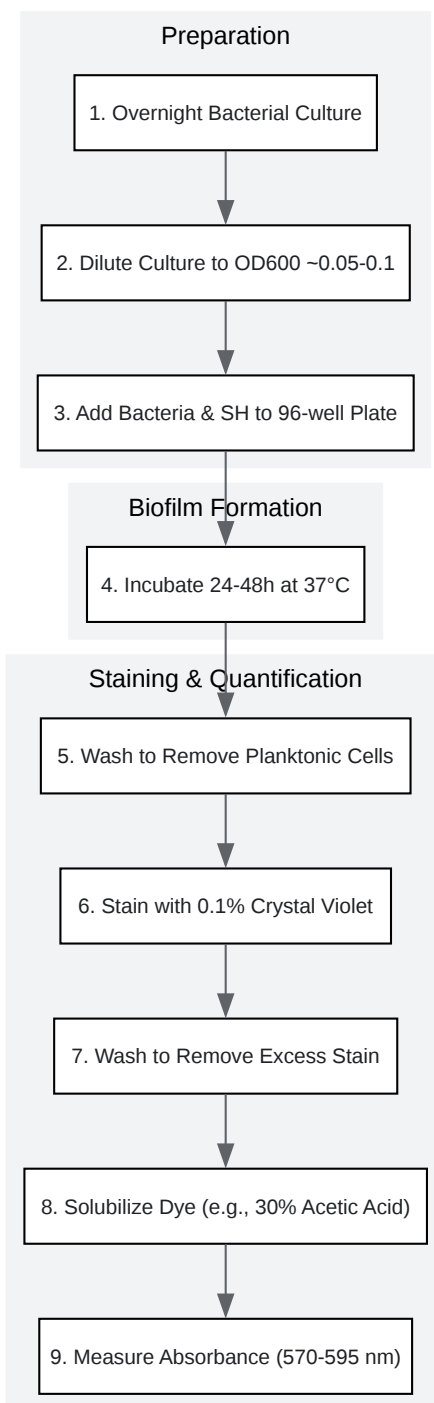 Preparation
1. Overnight Bacterial Culture
2. Dilute Culture to OD600 ~0.05-0.1
3. Add Bacteria & SH to 96-well Plate
Biofilm Formation
4. Incubate 24-48h at 37°C
Staining & Quantification
5. Wash to Remove Planktonic Cells
6. Stain with 0.1% Crystal Violet
7. Wash to Remove Excess Stain
8. Solubilize Dye (e.g., 30% Acetic Acid)
9. Measure Absorbance (570-595 nm)